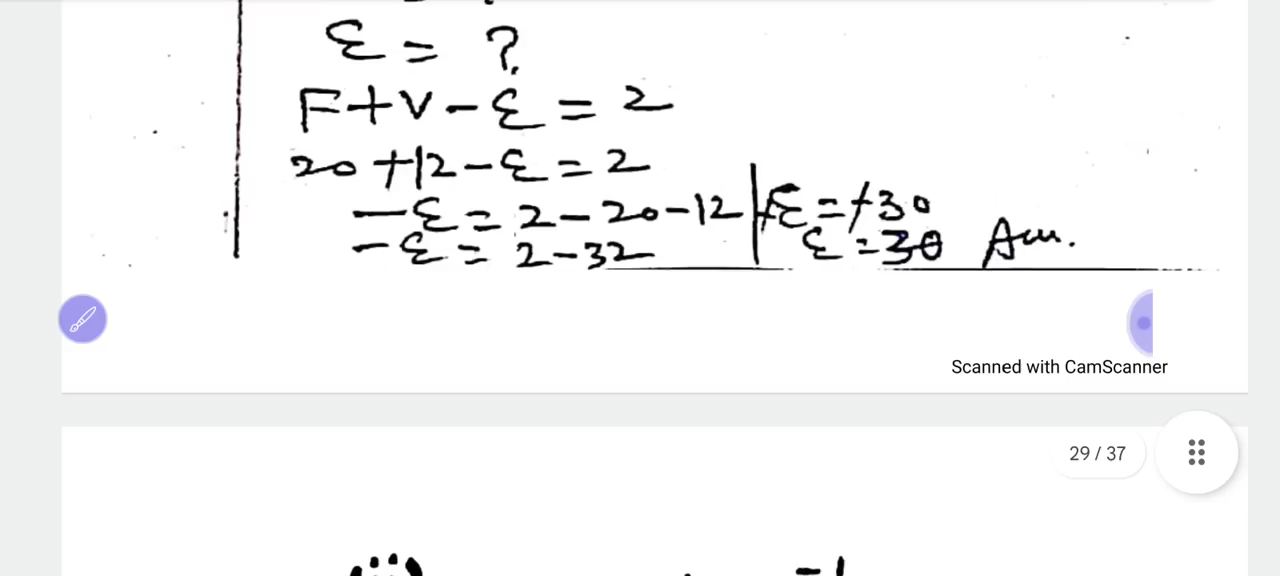 Ɛ = ?
F+V-Ɛ = 2
20+12-Ɛ=2
-Ɛ = 2-20-12 | +Ɛ=+30
-Ɛ = 2-32 | Ɛ=30 Ans.
Scanned with CamScanner
29 / 37